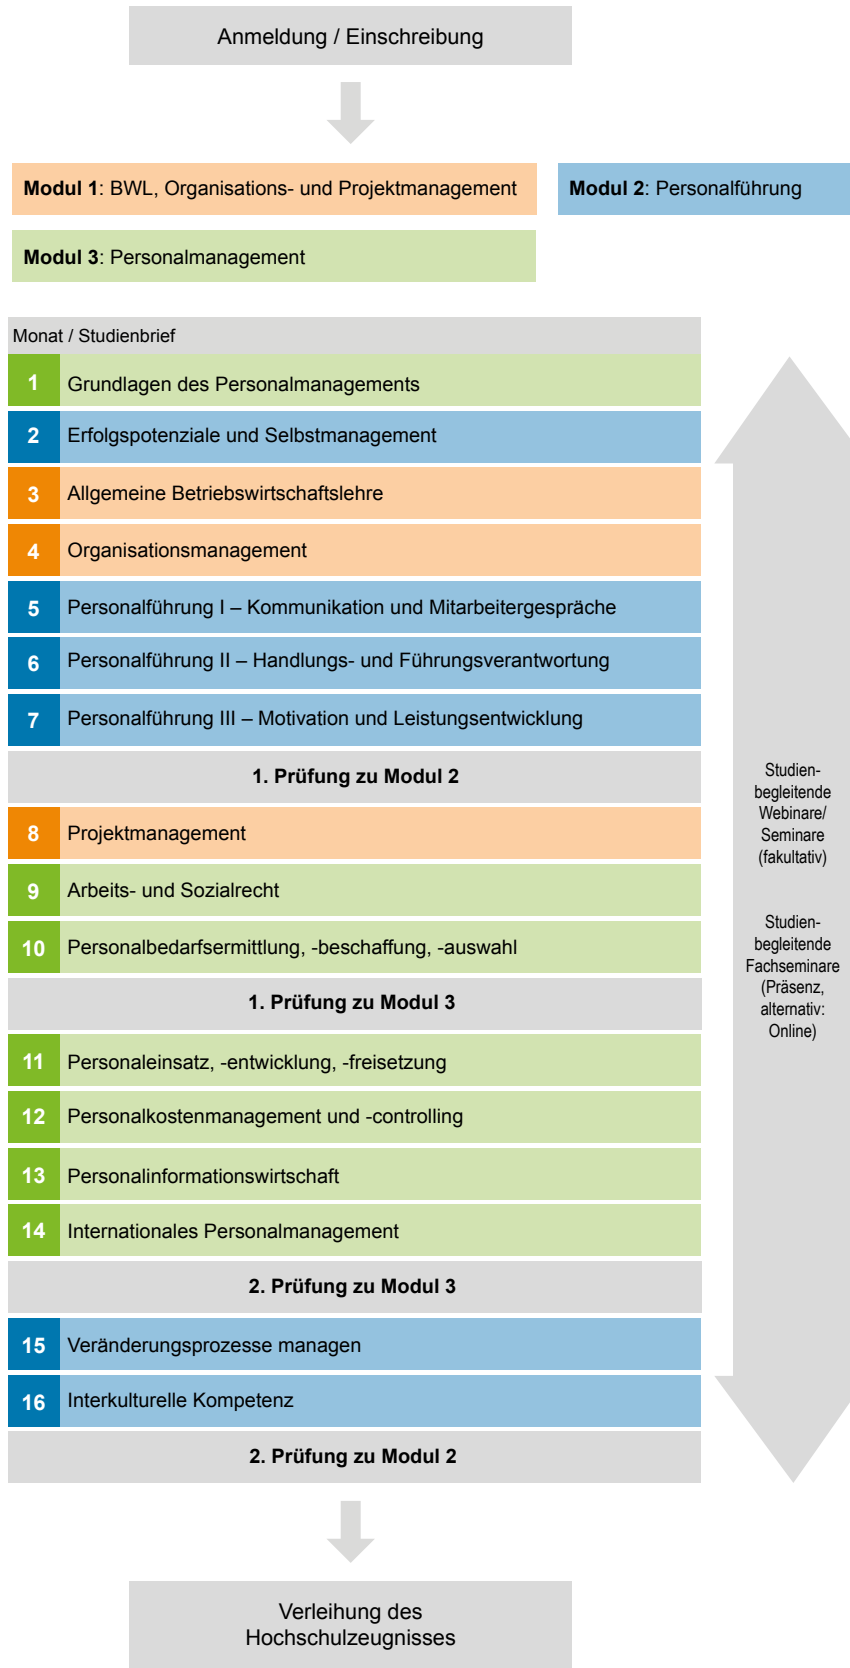 Anmeldung / Einschreibung
Modul 1: BWL, Organisations- und Projektmanagement
Modul 2: Personalführung
Modul 3: Personalmanagement
Monat / Studienbrief
1 Grundlagen des Personalmanagements
2 Erfolgspotenziale und Selbstmanagement
3 Allgemeine Betriebswirtschaftslehre
4 Organisationsmanagement
5 Personalführung I – Kommunikation und Mitarbeitergespräche
6 Personalführung II – Handlungs- und Führungsverantwortung
7 Personalführung III – Motivation und Leistungsentwicklung
1. Prüfung zu Modul 2
8 Projektmanagement
9 Arbeits- und Sozialrecht
10 Personalbedarfsermittlung, -beschaffung, -auswahl
1. Prüfung zu Modul 3
11 Personaleinsatz, -entwicklung, -freisetzung
12 Personalkostenmanagement und -controlling
13 Personalinformationswirtschaft
14 Internationales Personalmanagement
2. Prüfung zu Modul 3
15 Veränderungsprozesse managen
16 Interkulturelle Kompetenz
2. Prüfung zu Modul 2
Studien-
begleitende
Webinare/
Seminare
(fakultativ)
Studien-
begleitende
Fachseminare
(Präsenz,
alternativ:
Online)
Verleihung des
Hochschulzeugnisses